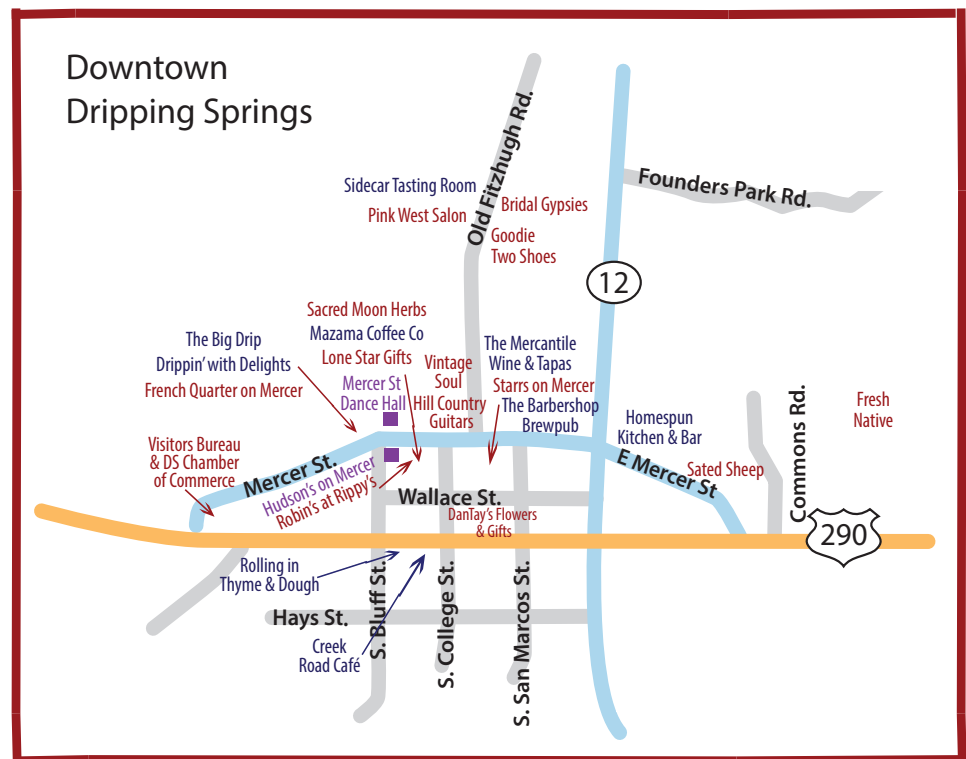 Downtown
Dripping Springs
Old Fitzhugh Rd.
Founders Park Rd.
Sidecar Tasting Room
Pink West Salon
Bridal Gypsies
Goodie
Two Shoes
12
Sacred Moon Herbs
Mazama Coffee Co
Lone Star Gifts
The Big Drip
Drippin' with Delights
French Quarter on Mercer
Mercer St
Dance Hall
Vintage
Soul
Hill Country
Guitars
The Mercantile
Wine & Tapas
Starrs on Mercer
The Barbershop
Brewpub
Homespun
Kitchen & Bar
Fresh
Native
Commons Rd.
Visitors Bureau
& DS Chamber
of Commerce
Mercer St.
Hudson's on Mercer
Robin's at Rippy's
E Mercer St
Sated Sheep
Wallace St.
DanTay's Flowers
& Gifts
290
Rolling in
Thyme & Dough
Hays St.
Creek
Road Café
S. Bluff St.
S. College St.
S. San Marcos St.